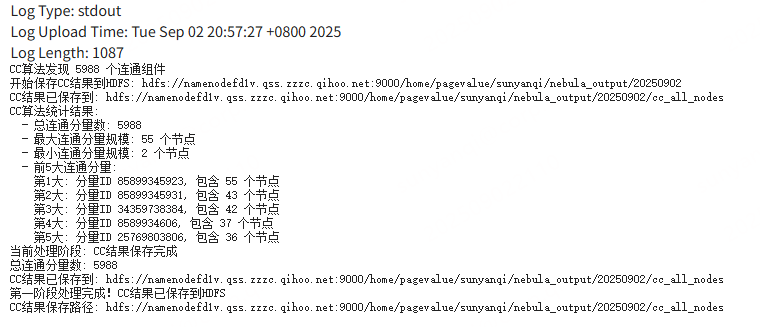 Log Type: stdout
Log Upload Time: Tue Sep 02 20:57:27 +0800 2025
Log Length: 1087
CC算法发现 5988 个连通组件
开始保存CC结果到HDFS: hdfs://namenodefd1v.qss.zzzc.qihoo.net:9000/home/pagevalue/sunyanqi/nebula_output/20250902
CC结果已保存到: hdfs://namenodefd1v.qss.zzzc.qihoo.net:9000/home/pagevalue/sunyanqi/nebula_output/20250902/cc_all_nodes
CC算法统计结果:
- 总连通分量数: 5988
- 最大连通分量规模: 55 个节点
- 最小连通分量规模: 2 个节点
- 前5大连通分量:
第1大: 分量ID 85899345923, 包含 55 个节点
第2大: 分量ID 85899345931, 包含 43 个节点
第3大: 分量ID 34359738384, 包含 42 个节点
第4大: 分量ID 8589934606, 包含 37 个节点
第5大: 分量ID 25769803806, 包含 36 个节点
当前处理阶段: CC结果保存完成
总连通分量数: 5988
CC结果已保存到: hdfs://namenodefd1v.qss.zzzc.qihoo.net:9000/home/pagevalue/sunyanqi/nebula_output/20250902/cc_all_nodes
第一阶段处理完成! CC结果已保存到HDFS
CC结果保存路径: hdfs://namenodefd1v.qss.zzzc.qihoo.net:9000/home/pagevalue/sunyanqi/nebula_output/20250902/cc_all_nodes